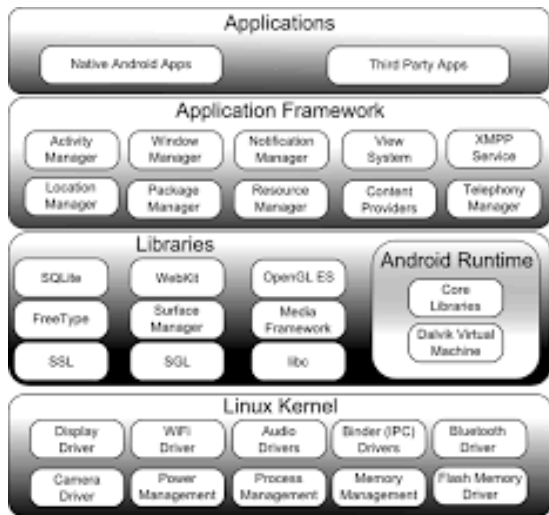 Applications
Native Android Apps
Third Party Apps
Application Framework
Activity
Manager
Window
Manager
Notification
Manager
View
System
XMPP
Service
Location
Manager
Package
Manager
Resource
Manager
Content
Providers
Telephony
Manager
Libraries
SQLite
WebKit
OpenGL ES
FreeType
Surface
Manager
Media
Framework
SSL
SGL
libc
Android Runtime
Core
Libraries
Dalvik Virtual
Machine
Linux Kernel
Display
Driver
WiFi
Driver
Audio
Drivers
Binder (IPC)
Drivers
Bluetooth
Driver
Camera
Driver
Power
Management
Process
Management
Memory
Management
Flash Memory
Driver